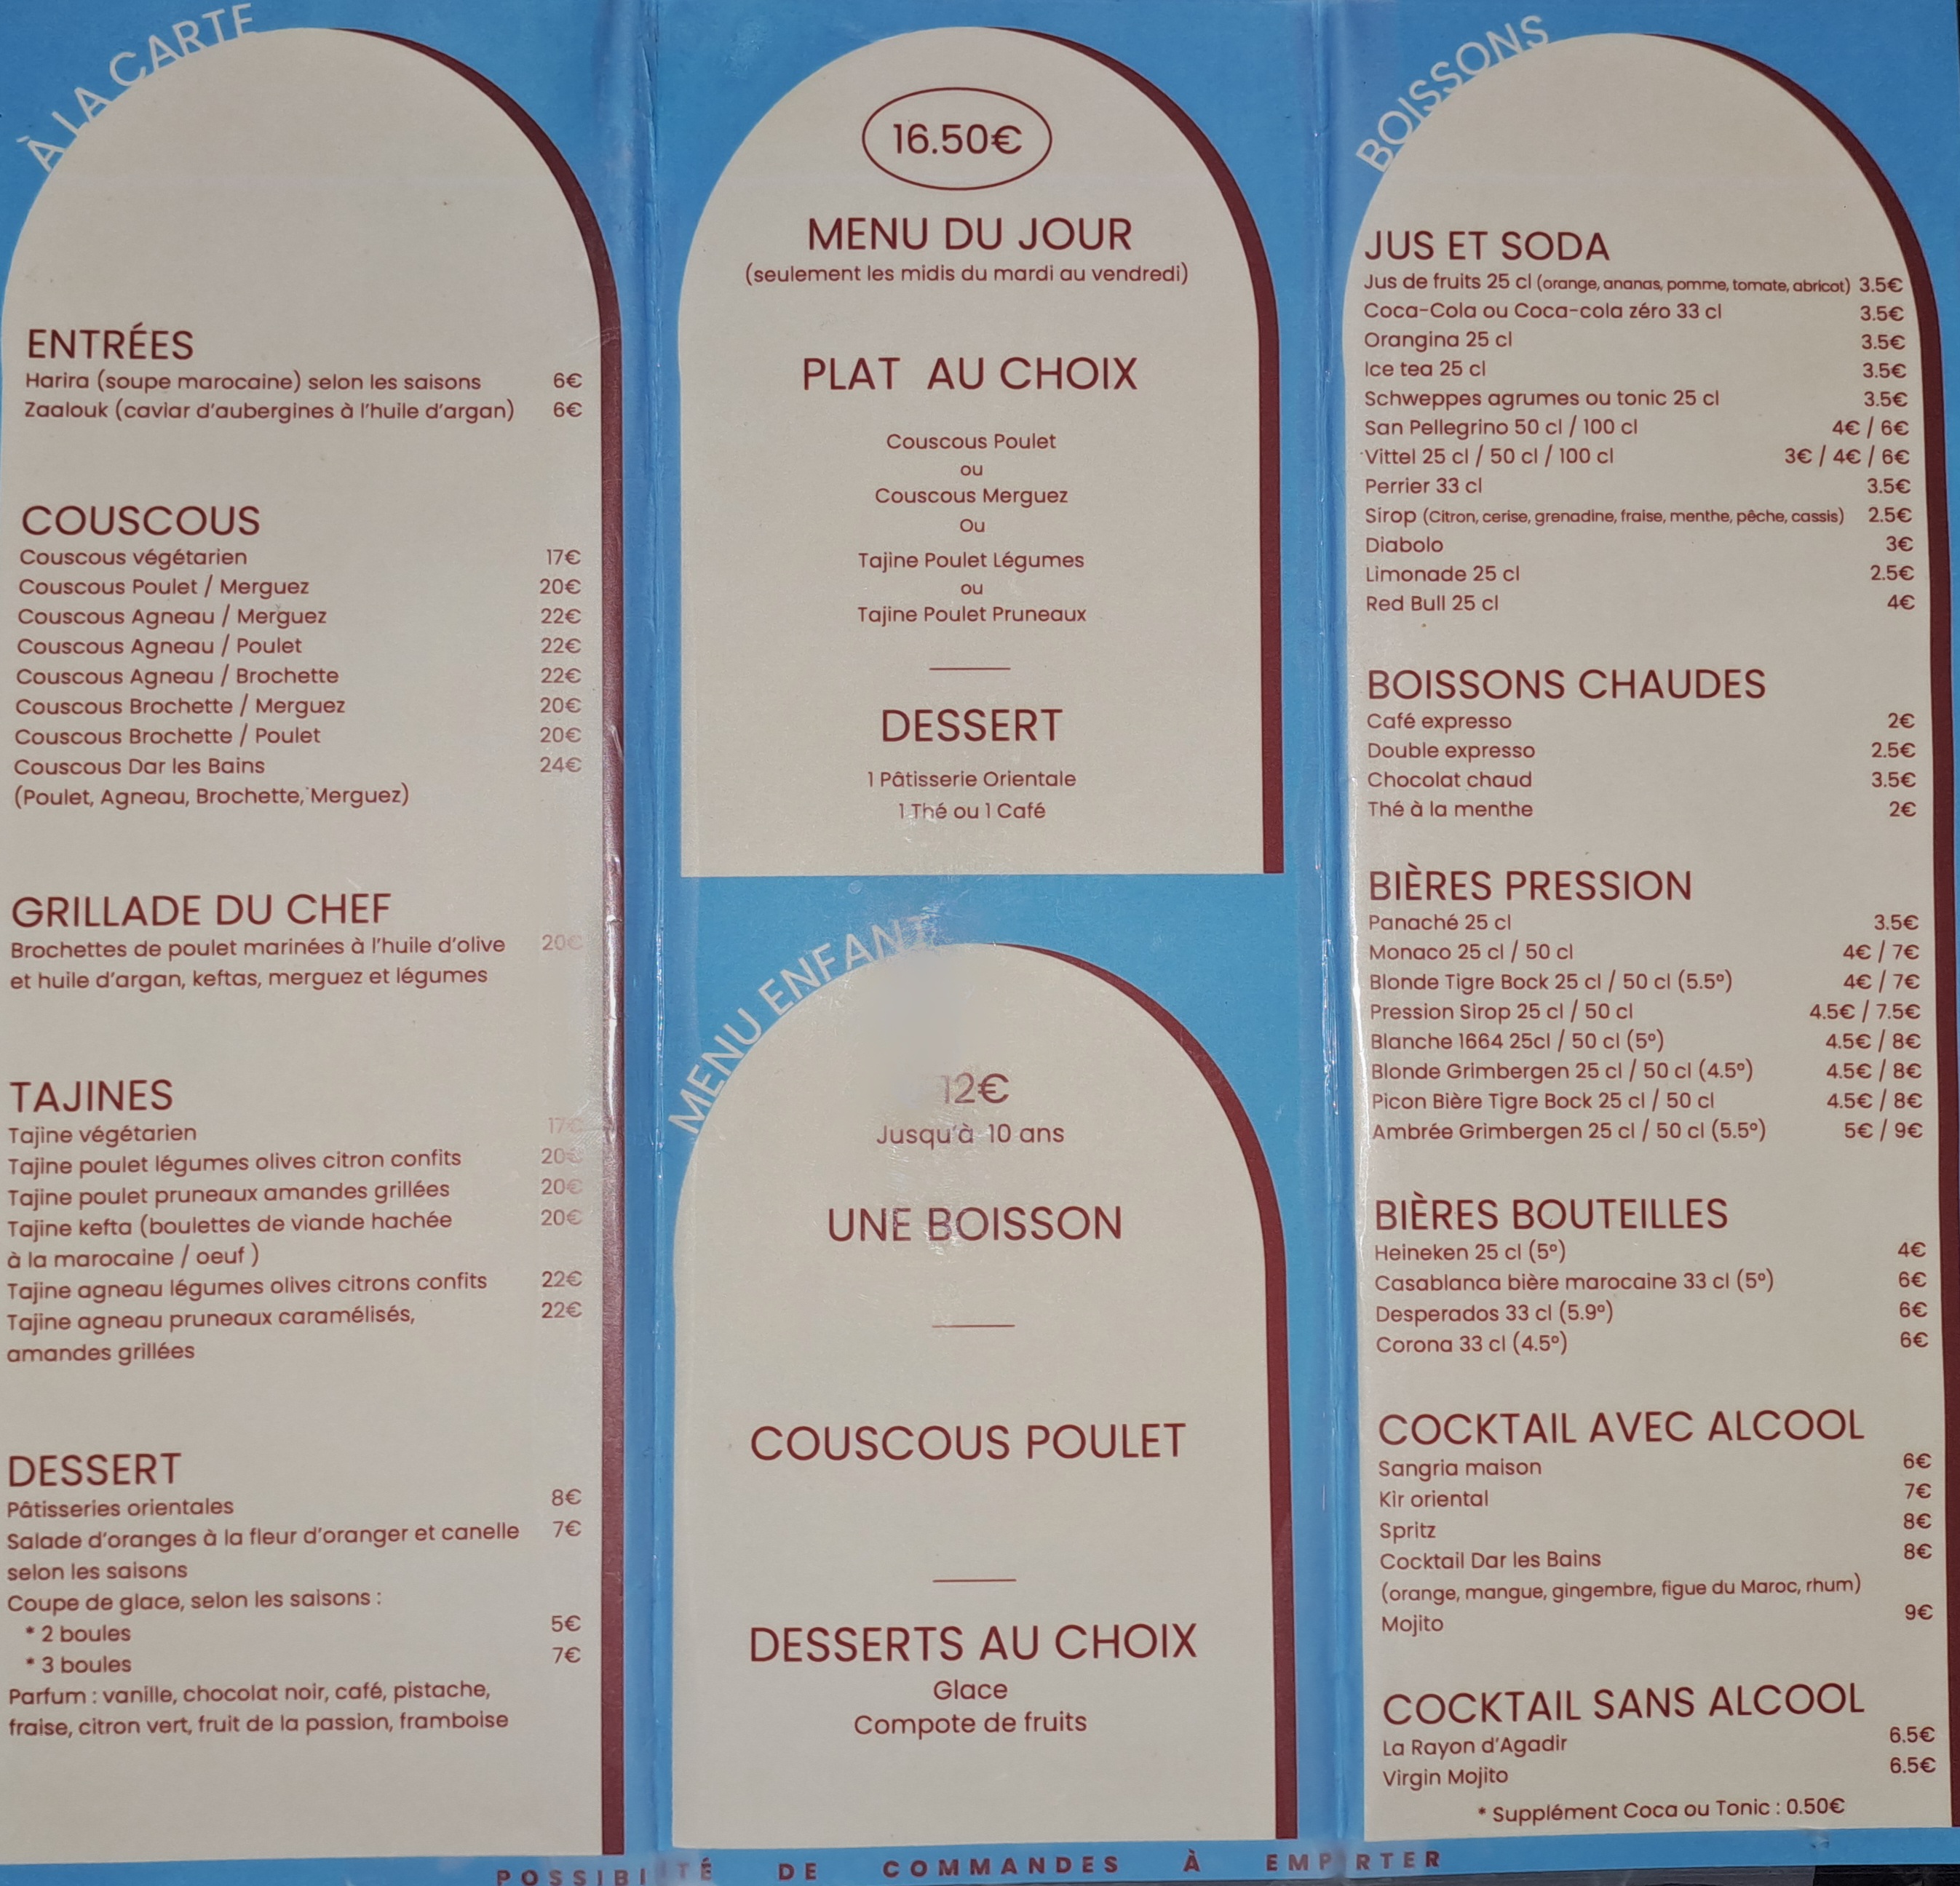 À LA CARTE
ENTRÉES
Harira (soupe marocaine) selon les saisons 6€
Zaalouk (caviar d'aubergines à l'huile d'argan) 6€
COUSCOUS
Couscous végétarien 17€
Couscous Poulet / Merguez 20€
Couscous Agneau / Merguez 22€
Couscous Agneau / Poulet 22€
Couscous Agneau / Brochette 22€
Couscous Brochette / Merguez 20€
Couscous Brochette / Poulet 20€
Couscous Dar les Bains 24€
(Poulet, Agneau, Brochette, Merguez)
GRILLADE DU CHEF
Brochettes de poulet marinées à l'huile d'olive 20€
et huile d'argan, keftas, merguez et légumes
TAJINES
Tajine végétarien 17€
Tajine poulet légumes olives citron confits 20€
Tajine poulet pruneaux amandes grillées 20€
Tajine kefta (boulettes de viande hachée 20€
à la marocaine / oeuf )
Tajine agneau légumes olives citrons confits 22€
Tajine agneau pruneaux caramélisés, 22€
amandes grillées
DESSERT
Pâtisseries orientales 8€
Salade d'oranges à la fleur d'oranger et canelle 7€
selon les saisons
Coupe de glace, selon les saisons :
* 2 boules 5€
* 3 boules 7€
Parfum : vanille, chocolat noir, café, pistache,
fraise, citron vert, fruit de la passion, framboise
16.50€
MENU DU JOUR
(seulement les midis du mardi au vendredi)
PLAT AU CHOIX
Couscous Poulet
ou
Couscous Merguez
Ou
Tajine Poulet Légumes
ou
Tajine Poulet Pruneaux
DESSERT
1 Pâtisserie Orientale
1 Thé ou 1 Café
MENU ENFANT
12€
Jusqu'à 10 ans
UNE BOISSON
COUSCOUS POULET
DESSERTS AU CHOIX
Glace
Compote de fruits
BOISSONS
JUS ET SODA
Jus de fruits 25 cl (orange, ananas, pomme, tomate, abricot) 3.5€
Coca-Cola ou Coca-cola zéro 33 cl 3.5€
Orangina 25 cl 3.5€
Ice tea 25 cl 3.5€
Schweppes agrumes ou tonic 25 cl 3.5€
San Pellegrino 50 cl / 100 cl 4€ / 6€
Vittel 25 cl / 50 cl / 100 cl 3€ / 4€ / 6€
Perrier 33 cl 3.5€
Sirop (Citron, cerise, grenadine, fraise, menthe, pêche, cassis) 2.5€
Diabolo 3€
Limonade 25 cl 2.5€
Red Bull 25 cl 4€
BOISSONS CHAUDES
Café expresso 2€
Double expresso 2.5€
Chocolat chaud 3.5€
Thé à la menthe 2€
BIÈRES PRESSION
Panaché 25 cl 3.5€
Monaco 25 cl / 50 cl 4€ / 7€
Blonde Tigre Bock 25 cl / 50 cl (5.5º) 4€ / 7€
Pression Sirop 25 cl / 50 cl 4.5€ / 7.5€
Blanche 1664 25cl / 50 cl (5º) 4.5€ / 8€
Blonde Grimbergen 25 cl / 50 cl (4.5º) 4.5€ / 8€
Picon Bière Tigre Bock 25 cl / 50 cl 4.5€ / 8€
Ambrée Grimbergen 25 cl / 50 cl (5.5º) 5€ / 9€
BIÈRES BOUTEILLES
Heineken 25 cl (5º) 4€
Casablanca bière marocaine 33 cl (5º) 6€
Desperados 33 cl (5.9º) 6€
Corona 33 cl (4.5º) 6€
COCKTAIL AVEC ALCOOL
Sangria maison 6€
Kir oriental 7€
Spritz 8€
Cocktail Dar les Bains 8€
(orange, mangue, gingembre, figue du Maroc, rhum)
Mojito 9€
COCKTAIL SANS ALCOOL
La Rayon d'Agadir 6.5€
Virgin Mojito 6.5€
* Supplément Coca ou Tonic : 0.50€
POSSIBILITÉ DE COMMANDES À EMPORTER